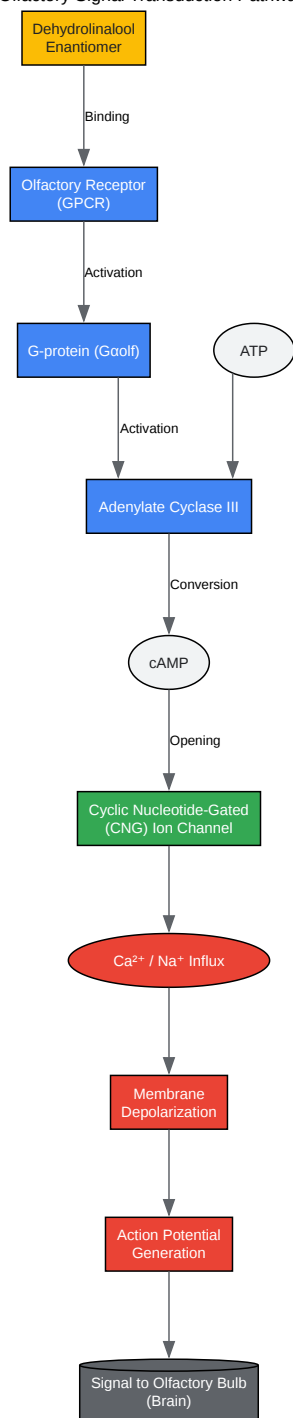 Olfactory Signal Transduction Pathw
Dehydrolinalool
Enantiomer
Binding
Olfactory Receptor
(GPCR)
Activation
G-protein (Gαolf)
ATP
Activation
Adenylate Cyclase III
Conversion
cAMP
Opening
Cyclic Nucleotide-Gated
(CNG) Ion Channel
Ca²⁺ / Na⁺ Influx
Membrane
Depolarization
Action Potential
Generation
Signal to Olfactory Bulb
(Brain)